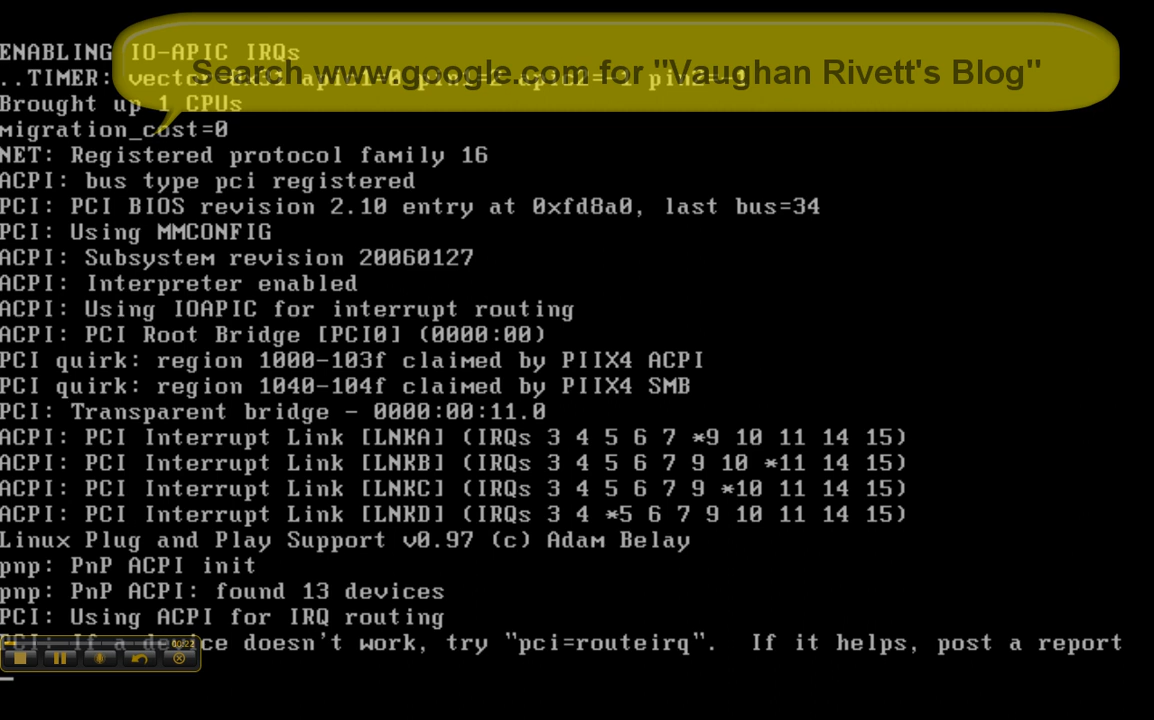 ENABLING IO-APIC IRQs
Search www.google.com for "Vaughan Rivett's Blog"
..TIMER: vector=0x31 apic1=0 pin1=2 apic2=-1 pin2=-1
Brought up 1 CPUs
migration_cost=0
NET: Registered protocol family 16
ACPI: bus type pci registered
PCI: PCI BIOS revision 2.10 entry at 0xfd8a0, last bus=34
PCI: Using MMCONFIG
ACPI: Subsystem revision 20060127
ACPI: Interpreter enabled
ACPI: Using IOAPIC for interrupt routing
ACPI: PCI Root Bridge [PCI0] (0000:00)
PCI quirk: region 1000-103f claimed by PIIX4 ACPI
PCI quirk: region 1040-104f claimed by PIIX4 SMB
PCI: Transparent bridge - 0000:00:11.0
ACPI: PCI Interrupt Link [LNKA] (IRQs 3 4 5 6 7 *9 10 11 14 15)
ACPI: PCI Interrupt Link [LNKB] (IRQs 3 4 5 6 7 9 10 *11 14 15)
ACPI: PCI Interrupt Link [LNKC] (IRQs 3 4 5 6 7 9 *10 11 14 15)
ACPI: PCI Interrupt Link [LNKD] (IRQs 3 4 *5 6 7 9 10 11 14 15)
Linux Plug and Play Support v0.97 (c) Adam Belay
pnp: PnP ACPI init
pnp: PnP ACPI: found 13 devices
PCI: Using ACPI for IRQ routing
PCI: If a device doesn't work, try "pci=routeirq".  If it helps, post a report
00:22